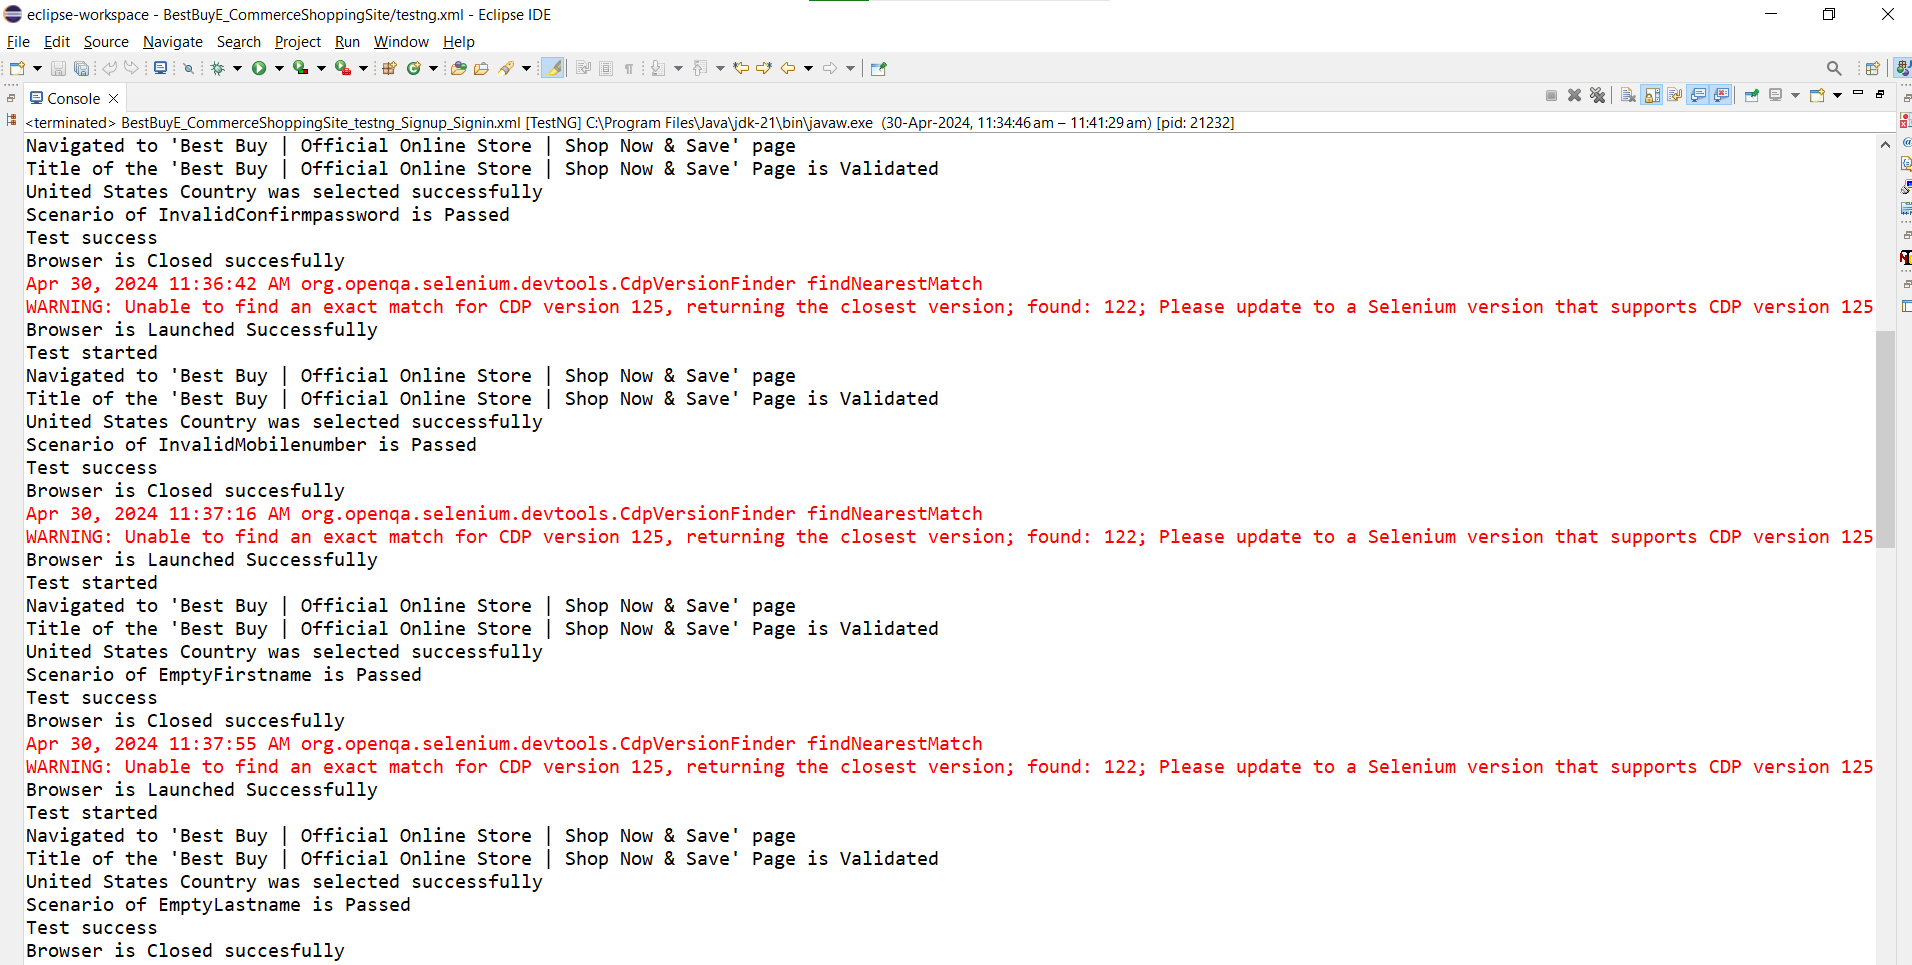 eclipse-workspace - BestBuyE_CommerceShoppingSite/testng.xml - Eclipse IDE
File Edit Source Navigate Search Project Run Window Help
Console
<terminated> BestBuyE_CommerceShoppingSite_testng_Signup_Signin.xml [TestNG] C:\Program Files\Java\jdk-21\bin\javaw.exe (30-Apr-2024, 11:34:46 am – 11:41:29 am) [pid: 21232]
Navigated to 'Best Buy | Official Online Store | Shop Now & Save' page
Title of the 'Best Buy | Official Online Store | Shop Now & Save' Page is Validated
United States Country was selected successfully
Scenario of InvalidConfirmpassword is Passed
Test success
Browser is Closed succesfully
Apr 30, 2024 11:36:42 AM org.openqa.selenium.devtools.CdpVersionFinder findNearestMatch
WARNING: Unable to find an exact match for CDP version 125, returning the closest version; found: 122; Please update to a Selenium version that supports CDP version 125
Browser is Launched Successfully
Test started
Navigated to 'Best Buy | Official Online Store | Shop Now & Save' page
Title of the 'Best Buy | Official Online Store | Shop Now & Save' Page is Validated
United States Country was selected successfully
Scenario of InvalidMobilenumber is Passed
Test success
Browser is Closed succesfully
Apr 30, 2024 11:37:16 AM org.openqa.selenium.devtools.CdpVersionFinder findNearestMatch
WARNING: Unable to find an exact match for CDP version 125, returning the closest version; found: 122; Please update to a Selenium version that supports CDP version 125
Browser is Launched Successfully
Test started
Navigated to 'Best Buy | Official Online Store | Shop Now & Save' page
Title of the 'Best Buy | Official Online Store | Shop Now & Save' Page is Validated
United States Country was selected successfully
Scenario of EmptyFirstname is Passed
Test success
Browser is Closed succesfully
Apr 30, 2024 11:37:55 AM org.openqa.selenium.devtools.CdpVersionFinder findNearestMatch
WARNING: Unable to find an exact match for CDP version 125, returning the closest version; found: 122; Please update to a Selenium version that supports CDP version 125
Browser is Launched Successfully
Test started
Navigated to 'Best Buy | Official Online Store | Shop Now & Save' page
Title of the 'Best Buy | Official Online Store | Shop Now & Save' Page is Validated
United States Country was selected successfully
Scenario of EmptyLastname is Passed
Test success
Browser is Closed succesfully